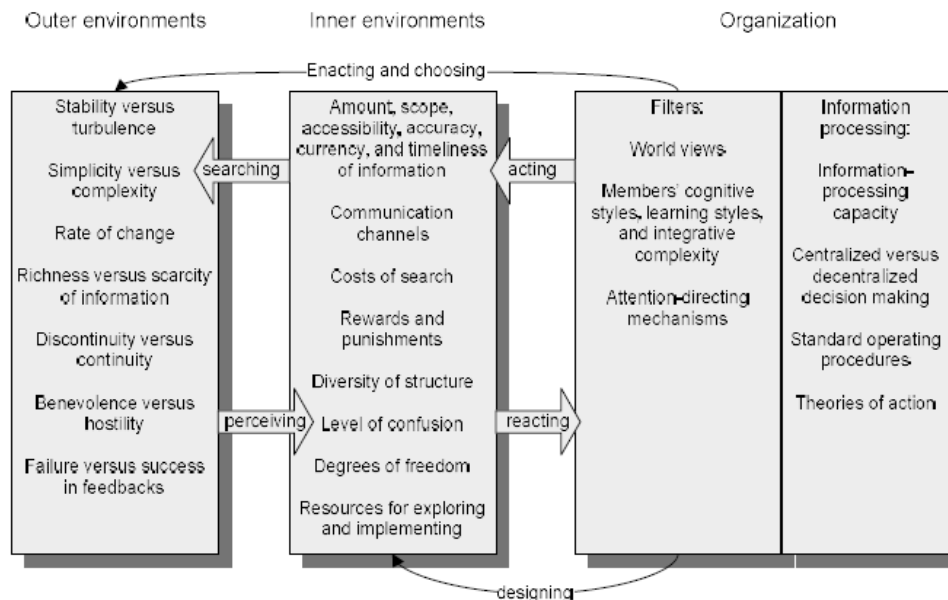 Outer environments
Inner environments
Organization
Enacting and choosing
Stability versus
turbulence
Simplicity versus
complexity
Rate of change
Richness versus scarcity
of information
Discontinuity versus
continuity
Benevolence versus
hostility
Failure versus success
in feedbacks
searching
perceiving
Amount, scope,
accessibility, accuracy,
currency, and timeliness
of information
Communication
channels
Costs of search
Rewards and
punishments
Diversity of structure
Level of confusion
Degrees of freedom
Resources for exploring
and implementing
acting
reacting
Filters:
World views
Members' cognitive
styles, learning styles,
and integrative
complexity
Attention-directing
mechanisms
Information
processing:
Information-
processing
capacity
Centralized versus
decentralized
decision making
Standard operating
procedures
Theories of action
designing